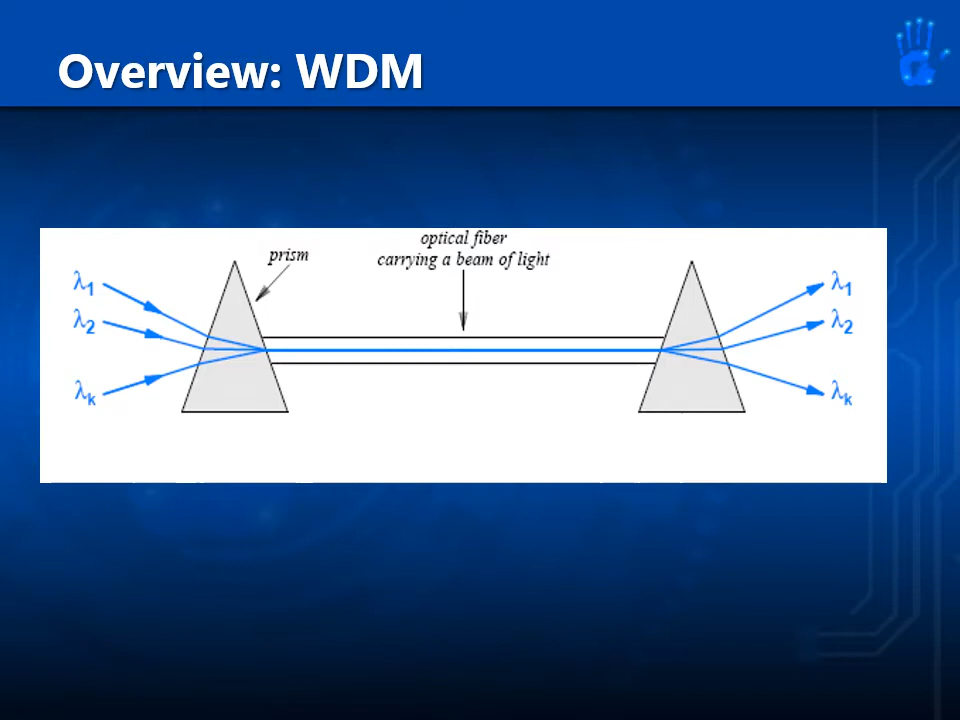 Overview: WDM
prism
optical fiber
carrying a beam of light
λ1
λ2
λk
λ1
λ2
λk